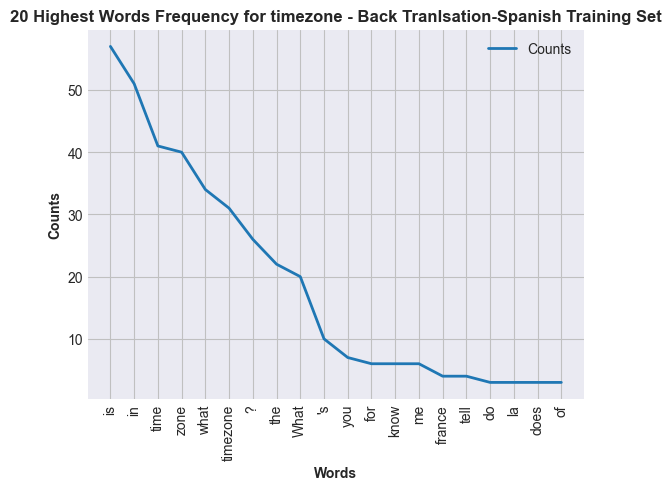 20 Highest Words Frequency for timezone - Back Tranlsation-Spanish Training Set
Counts
50
40
30
20
10
Counts
is
in
time
zone
what
timezone
?
the
What
's
you
for
know
me
france
tell
do
la
does
of
Words